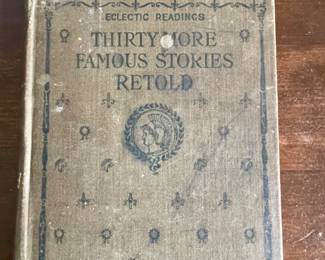 ECLECTIC READINGS
THIRTY MORE
FAMOUS STORIES
RETOLD